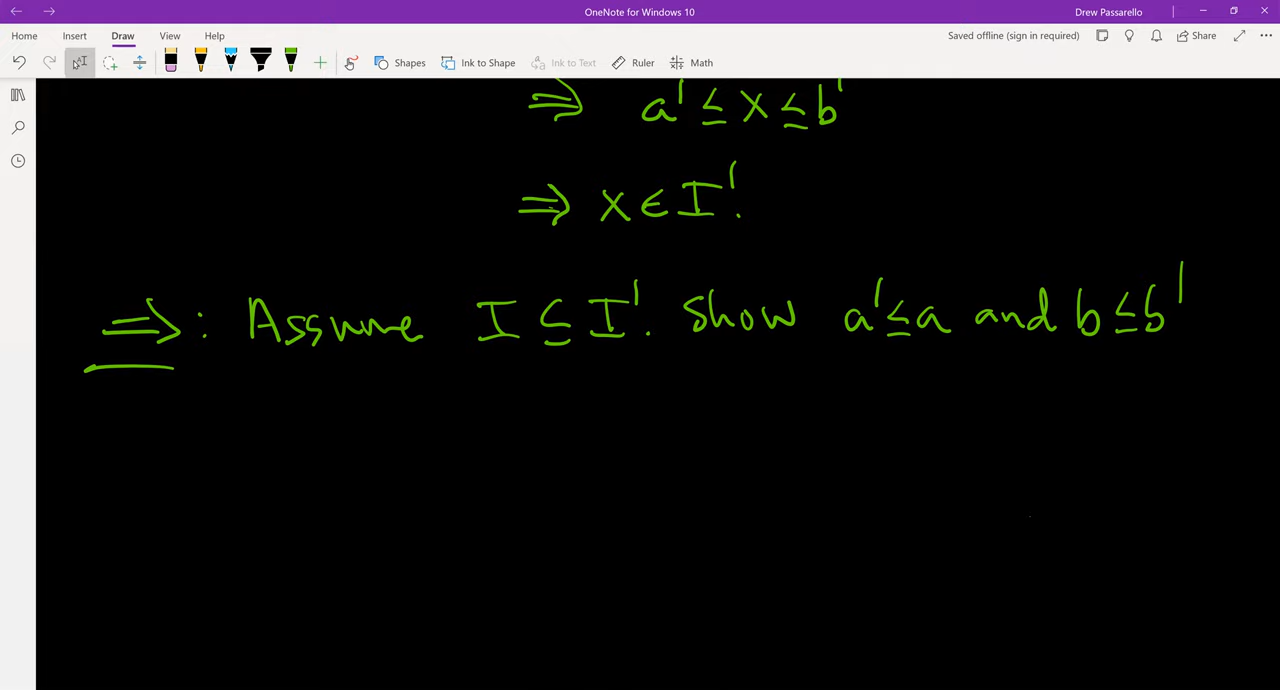 OneNote for Windows 10
Drew Passarello
Home Insert Draw View Help
Saved offline (sign in required)
Share
Shapes
Ink to Shape
Ink to Text
Ruler
Math
⇒ a' ≤ x ≤ b'
⇒ x ∈ I'.
⇒: Assume I ⊆ I'. Show a' ≤ a and b ≤ b'